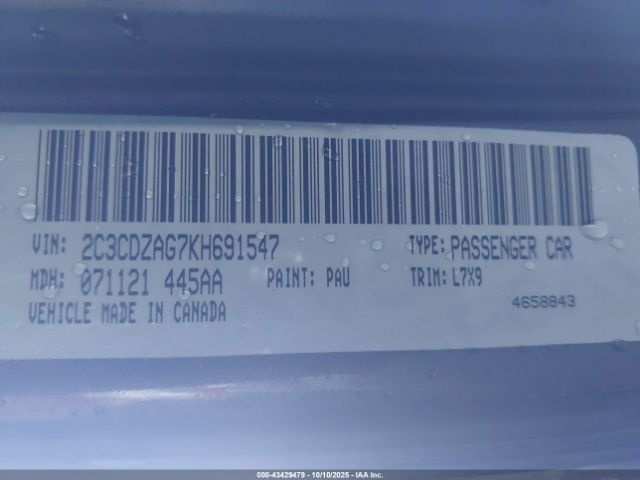 VIN: 2C3CDZAG7KH691547 TYPE: PASSENGER CAR
MDH: 071121 445AA PAINT: PAU TRIM: L7X9
VEHICLE MADE IN CANADA 4658843
000-43429479 - 10/10/2025 - IAA Inc.